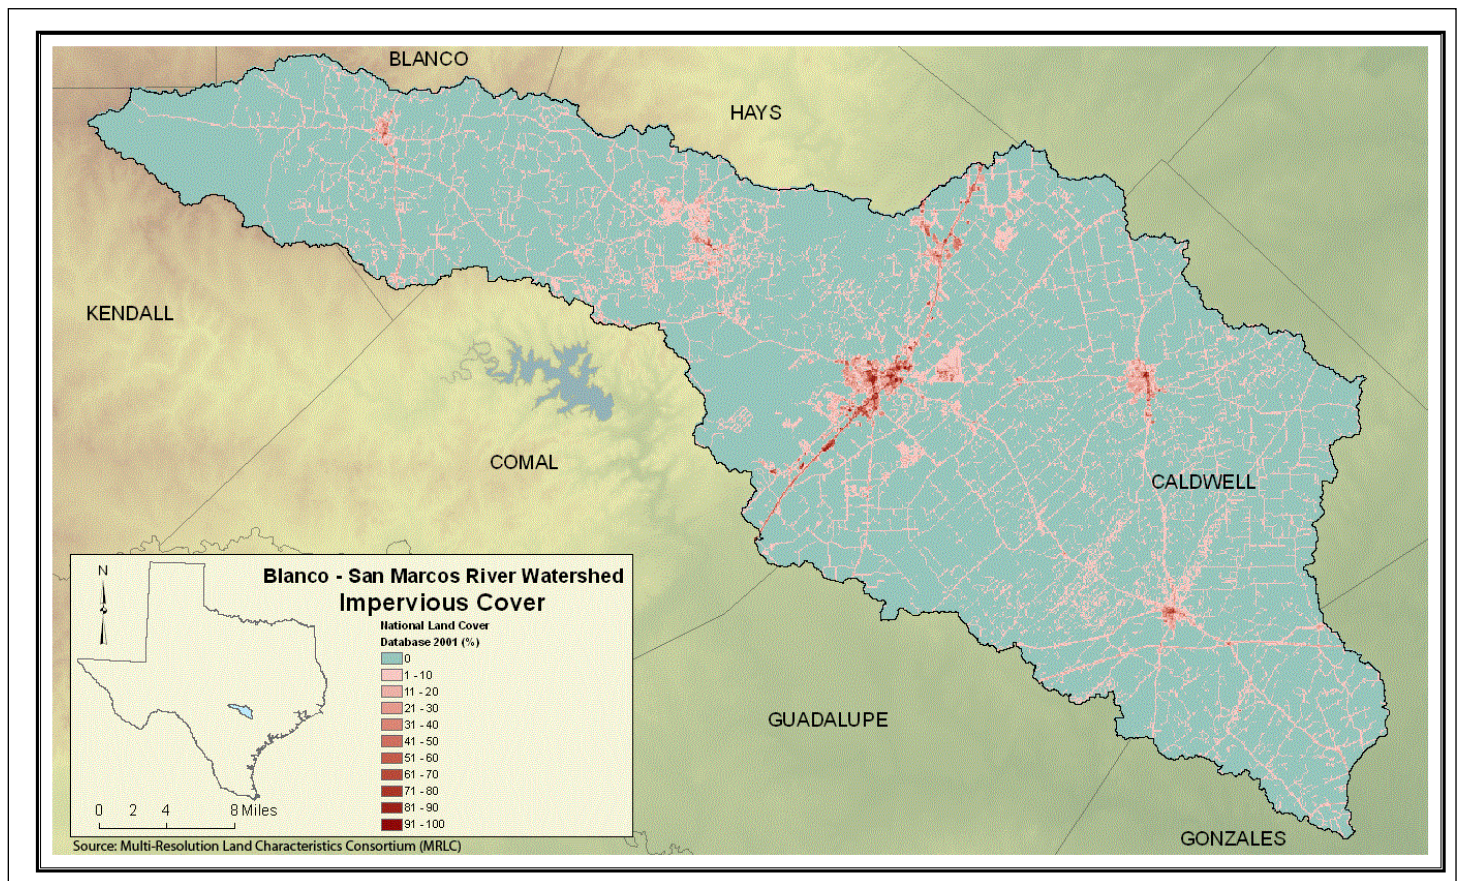 BLANCO
HAYS
KENDALL
COMAL
CALDWELL
GUADALUPE
GONZALES
Blanco - San Marcos River Watershed
Impervious Cover
National Land Cover
Database 2001 (%)
0
1 - 10
11 - 20
21 - 30
31 - 40
41 - 50
51 - 60
61 - 70
71 - 80
81 - 90
91 - 100
N
0 2 4 8 Miles
Source: Multi-Resolution Land Characteristics Consortium (MRLC)